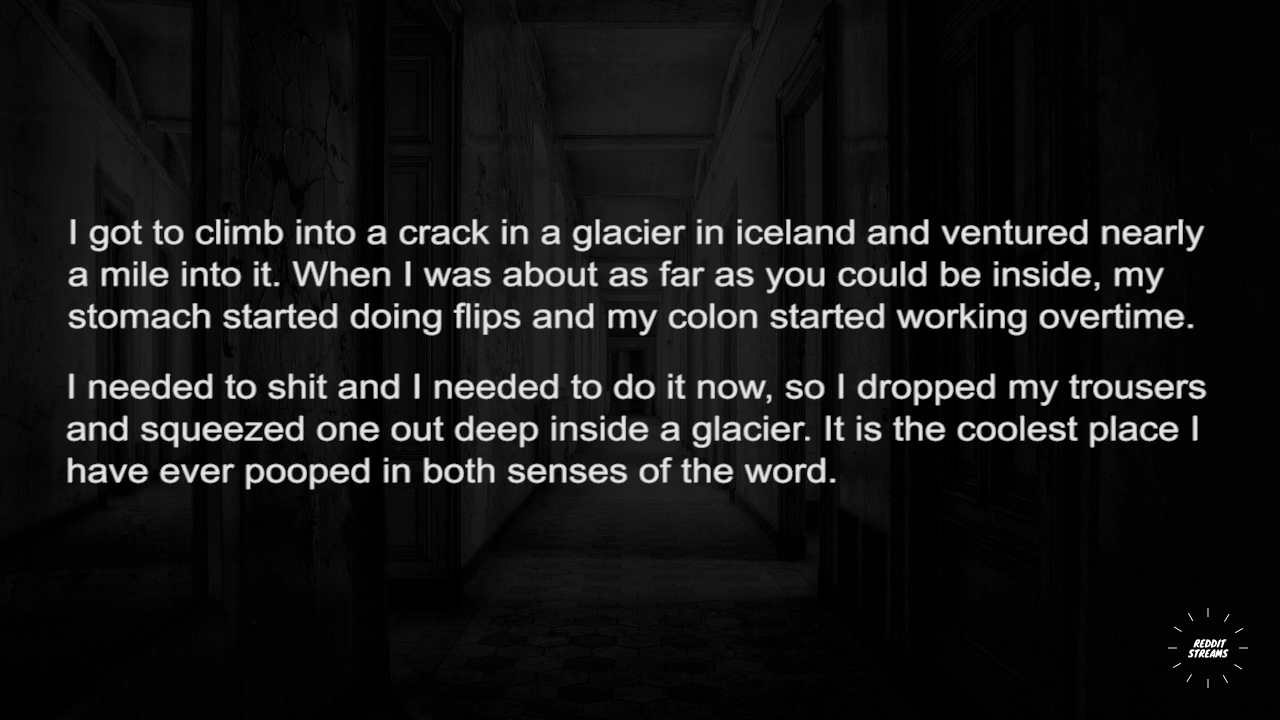 I got to climb into a crack in a glacier in iceland and ventured nearly
a mile into it. When I was about as far as you could be inside, my
stomach started doing flips and my colon started working overtime.
I needed to shit and I needed to do it now, so I dropped my trousers
and squeezed one out deep inside a glacier. It is the coolest place I
have ever pooped in both senses of the word.
REDDIT
STREAMS